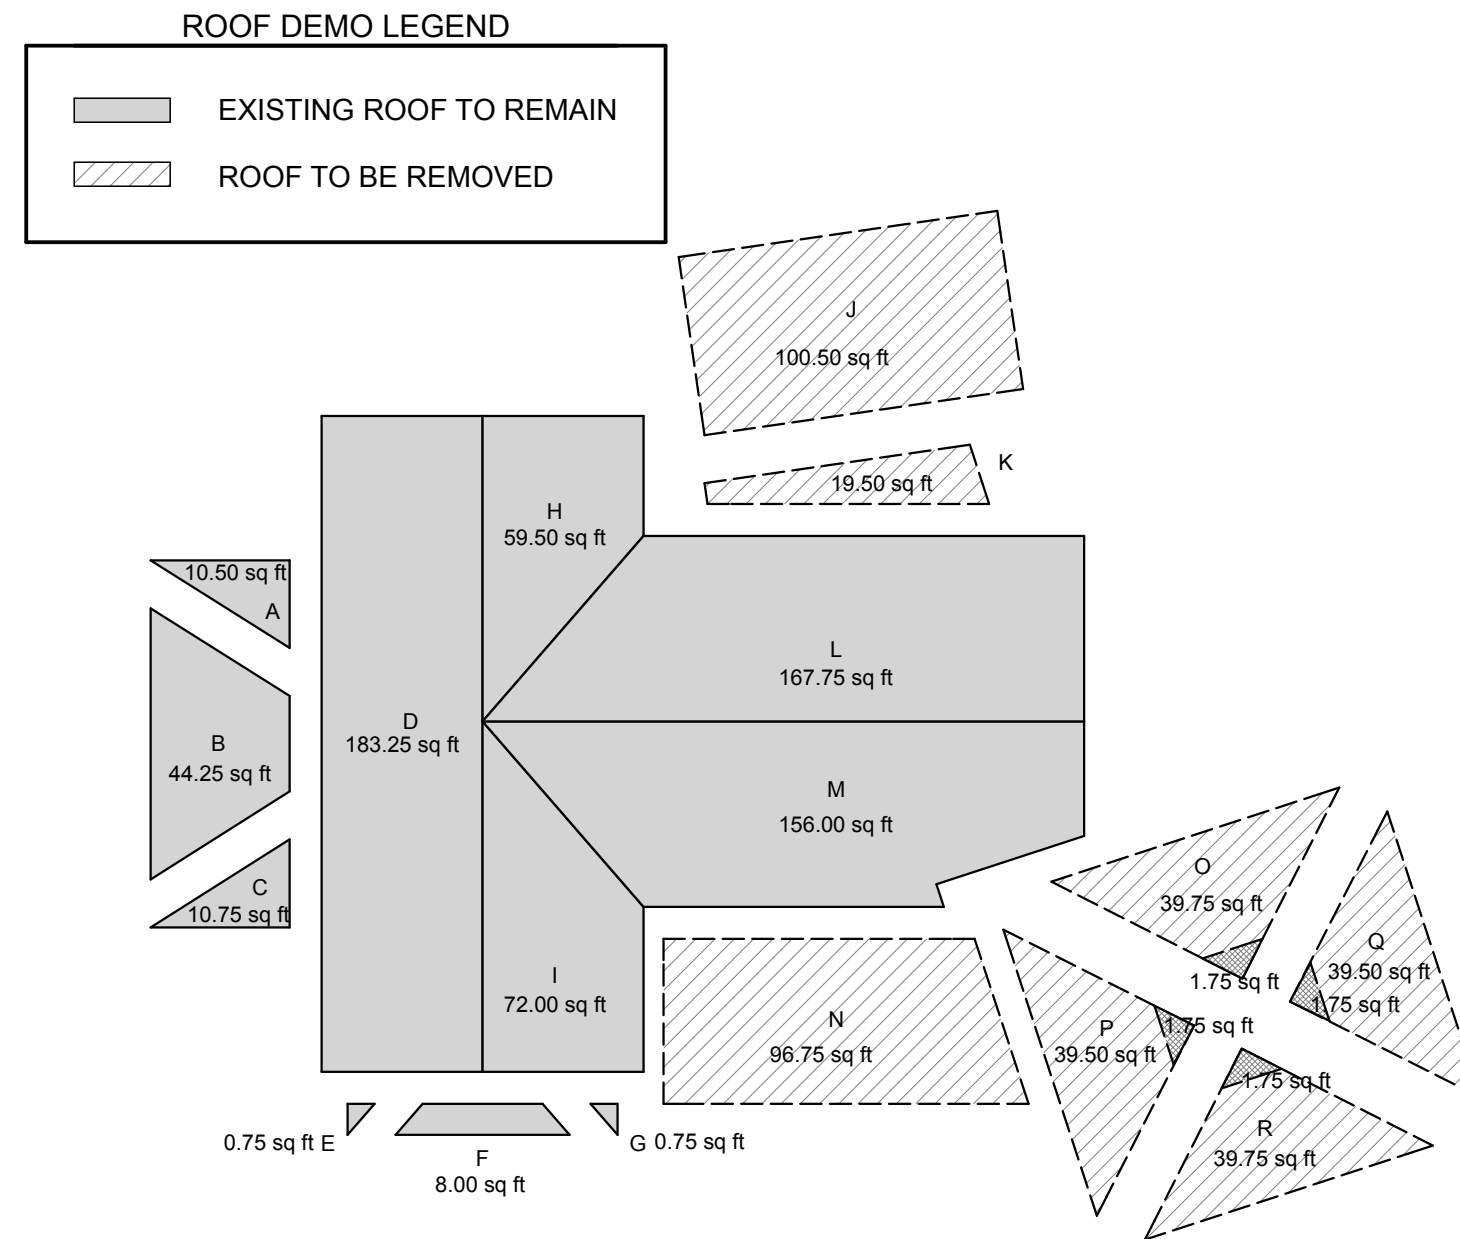 ROOF DEMO LEGEND
EXISTING ROOF TO REMAIN
ROOF TO BE REMOVED
J
100.50 sq ft
K
19.50 sq ft
H
59.50 sq ft
10.50 sq ft
A
L
167.75 sq ft
D
183.25 sq ft
B
44.25 sq ft
M
156.00 sq ft
C
10.75 sq ft
O
39.75 sq ft
1.75 sq ft
Q
39.50 sq ft
1.75 sq ft
I
72.00 sq ft
N
96.75 sq ft
1.75 sq ft
P
39.50 sq ft
1.75 sq ft
R
39.75 sq ft
0.75 sq ft E
F
8.00 sq ft
G 0.75 sq ft